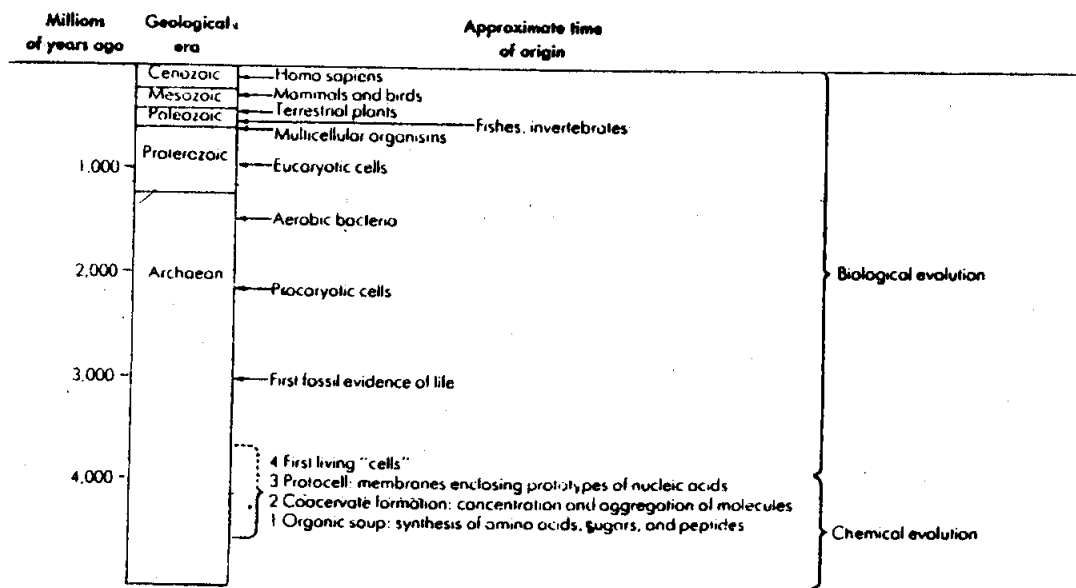 Millions of years ago
Geological era
Approximate time of origin
Cenozoic
Homo sapiens
Mesozoic
Mammals and birds
Paleozoic
Terrestrial plants
Fishes, invertebrates
Multicellular organisins
Proterozoic
1,000
Eucaryotic cells
Aerobic bacteria
2,000
Archaean
Biological evolution
Procaryotic cells
3,000
First fossil evidence of life
4 First living "cells"
4,000
3 Protocell: membranes enclosing prototypes of nucleic acids
2 Coacervate formation: concentration and aggregation of molecules
1 Organic soup: synthesis of amino acids, sugars, and peptides
Chemical evolution